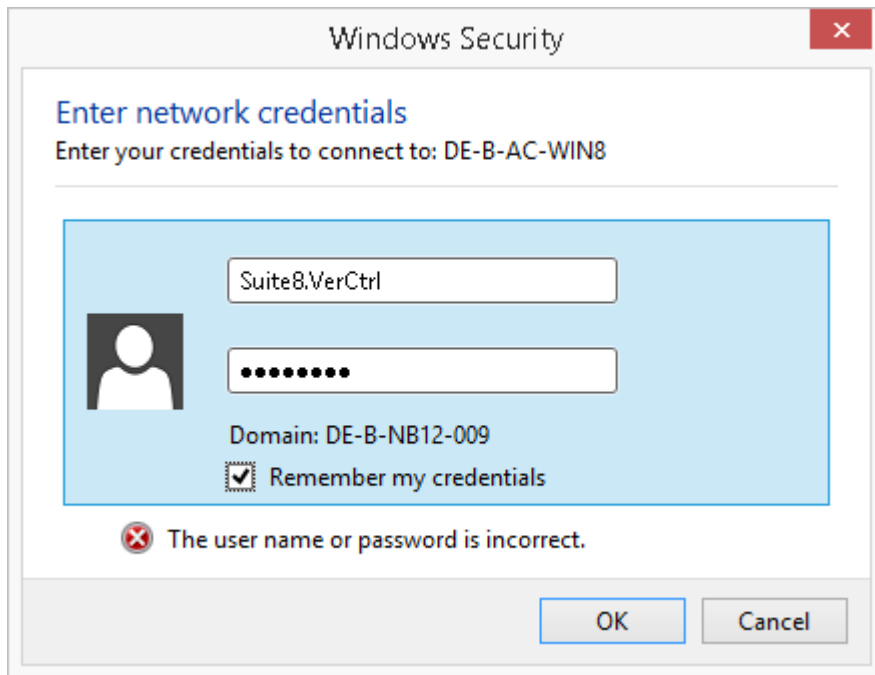 Windows Security
Enter network credentials
Enter your credentials to connect to: DE-B-AC-WIN8
Suite8.VerCtrl
●●●●●●●●
Domain: DE-B-NB12-009
Remember my credentials
The user name or password is incorrect.
OK
Cancel